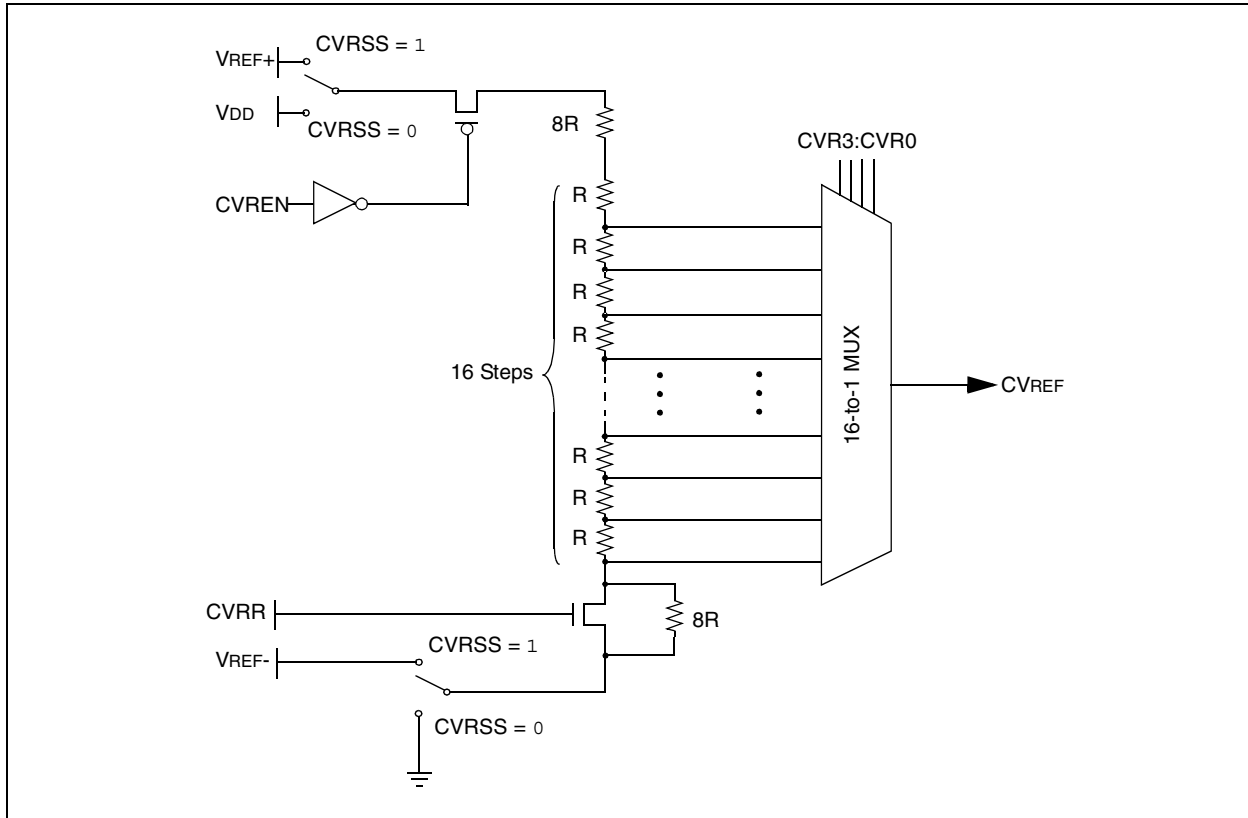 CVRSS = 1
VREF+
VDD
CVRSS = 0
8R
CVREN
CVR3:CVR0
R
R
R
R
16 Steps
16-to-1 MUX
CVREF
R
R
R
CVRR
8R
CVRSS = 1
VREF-
CVRSS = 0